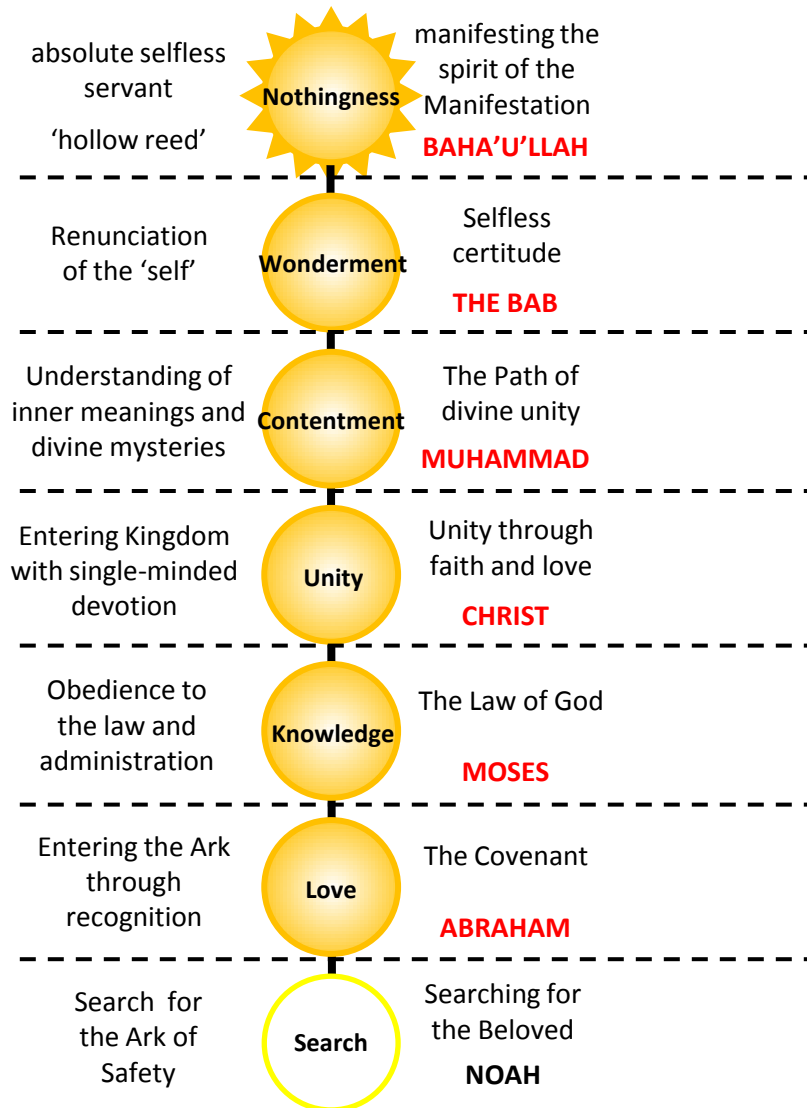 absolute selfless
servant
‘hollow reed’
Nothingness
manifesting the
spirit of the
Manifestation
BAHA’U’LLAH
Renunciation
of the ‘self’
Wonderment
Selfless
certitude
THE BAB
Understanding of
inner meanings and
divine mysteries
Contentment
The Path of
divine unity
MUHAMMAD
Entering Kingdom
with single-minded
devotion
Unity
Unity through
faith and love
CHRIST
Obedience to
the law and
administration
Knowledge
The Law of God
MOSES
Entering the Ark
through
recognition
Love
The Covenant
ABRAHAM
Search for
the Ark of
Safety
Search
Searching for
the Beloved
NOAH